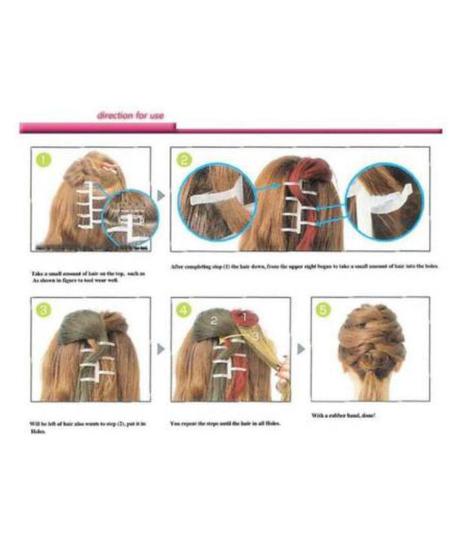 direction for use
1
2
Take a small amount of hair on the top, such as
As shown in figure to tool wear well.
After completing step (1) the hair down, from the upper right began to take a small amount of hair into the holes
3
4
2
1
3
5
Will be left of hair also wants to step (2), put it in
Holes.
You repeat the steps until the hair in all Holes.
With a rubber band, done!